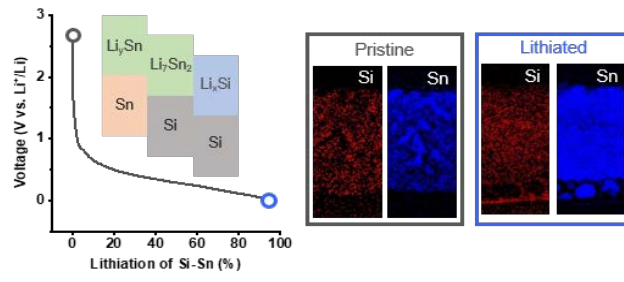 Voltage (V vs. Li⁺/Li)
3
2
1
0
0
20
40
60
80
100
Lithiation of Si-Sn (%)
LiySn
Sn
Li7Sn2
Si
LixSi
Si
Pristine
Si
Sn
Lithiated
Si
Sn